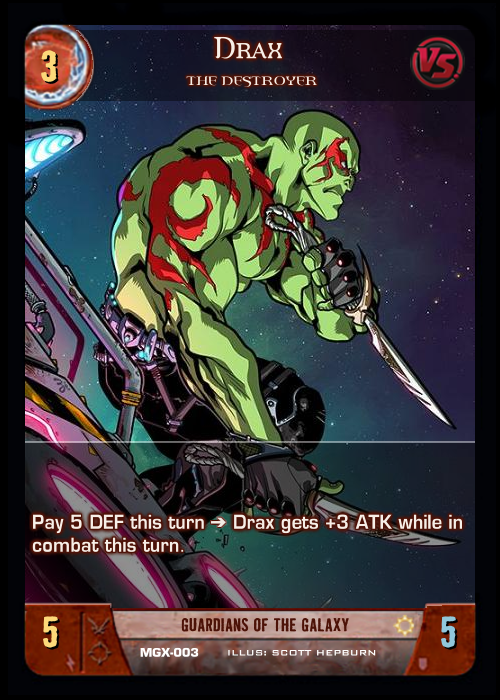 3
DRAX
THE DESTROYER
VS
Pay 5 DEF this turn ➔ Drax gets +3 ATK while in
combat this turn.
5
GUARDIANS OF THE GALAXY
5
MGX-003 ILLUS: SCOTT HEPBURN